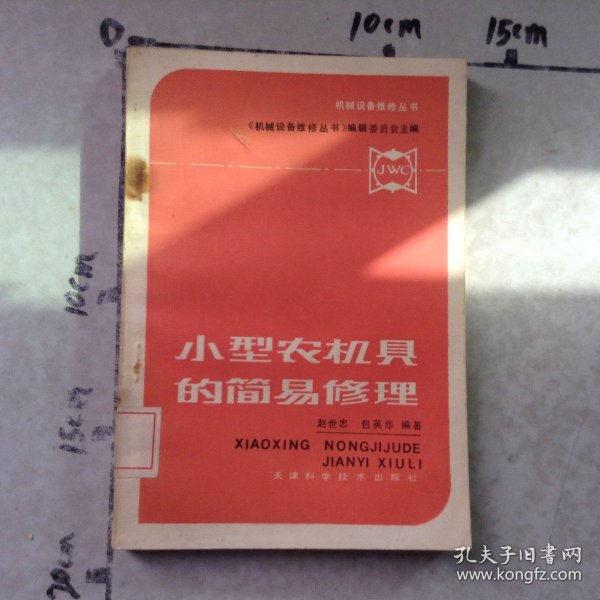 0
10cm
15cm
机械设备维修丛书
《机械设备维修丛书》编辑委员会主编
JWC
10cm
小型农机具
的简易修理
赵世忠 包英华 编著
15cm
XIAOXING NONGJIJUDE
JIANYI XIULI
天津科学技术出版社
20cm
孔夫子旧书网
www.kongfz.com